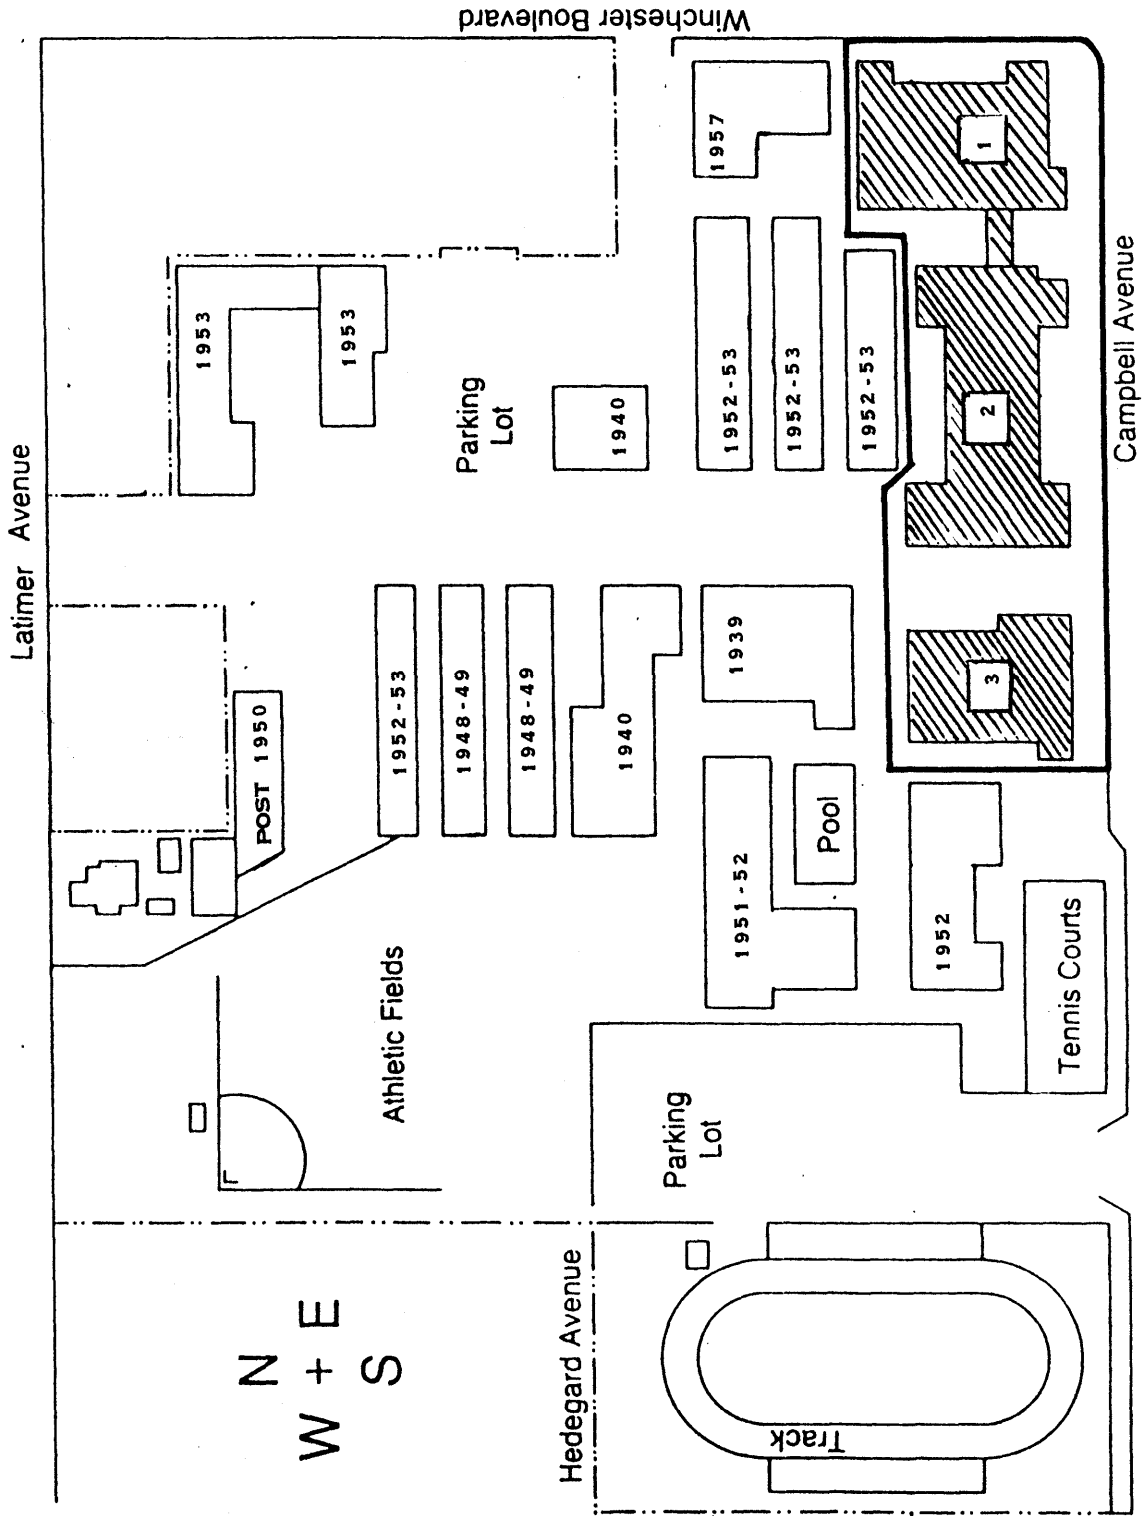 Latimer Avenue
Winchester Boulevard
POST 1950
1953
1953
1952-53
1948-49
1948-49
1940
Parking
Lot
1940
1957
1952-53
1952-53
1952-53
1939
1951-52
Pool
1952
Tennis Courts
1
2
3
Campbell Avenue
Athletic Fields
Parking
Lot
N
W + E
S
Hedegard Avenue
Track